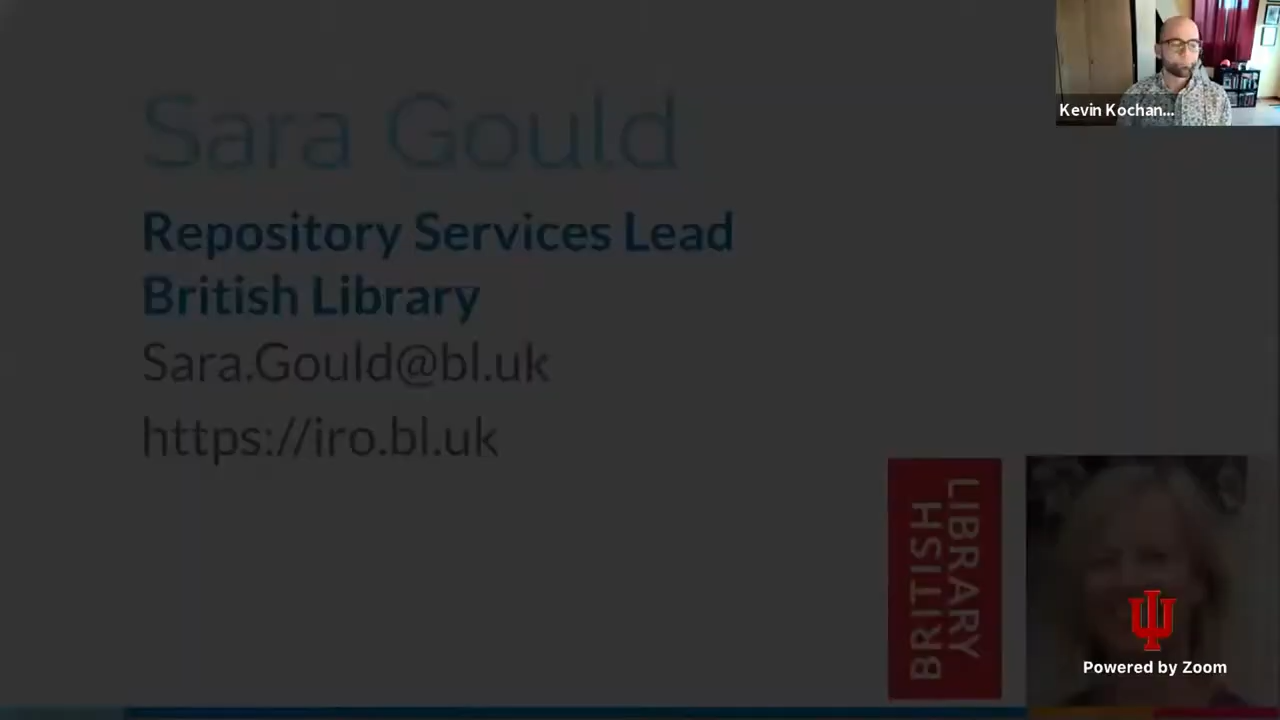 Kevin Kochan...
Sara Gould
Repository Services Lead
British Library
Sara.Gould@bl.uk
https://iro.bl.uk
BRITISH
LIBRARY
Powered by Zoom